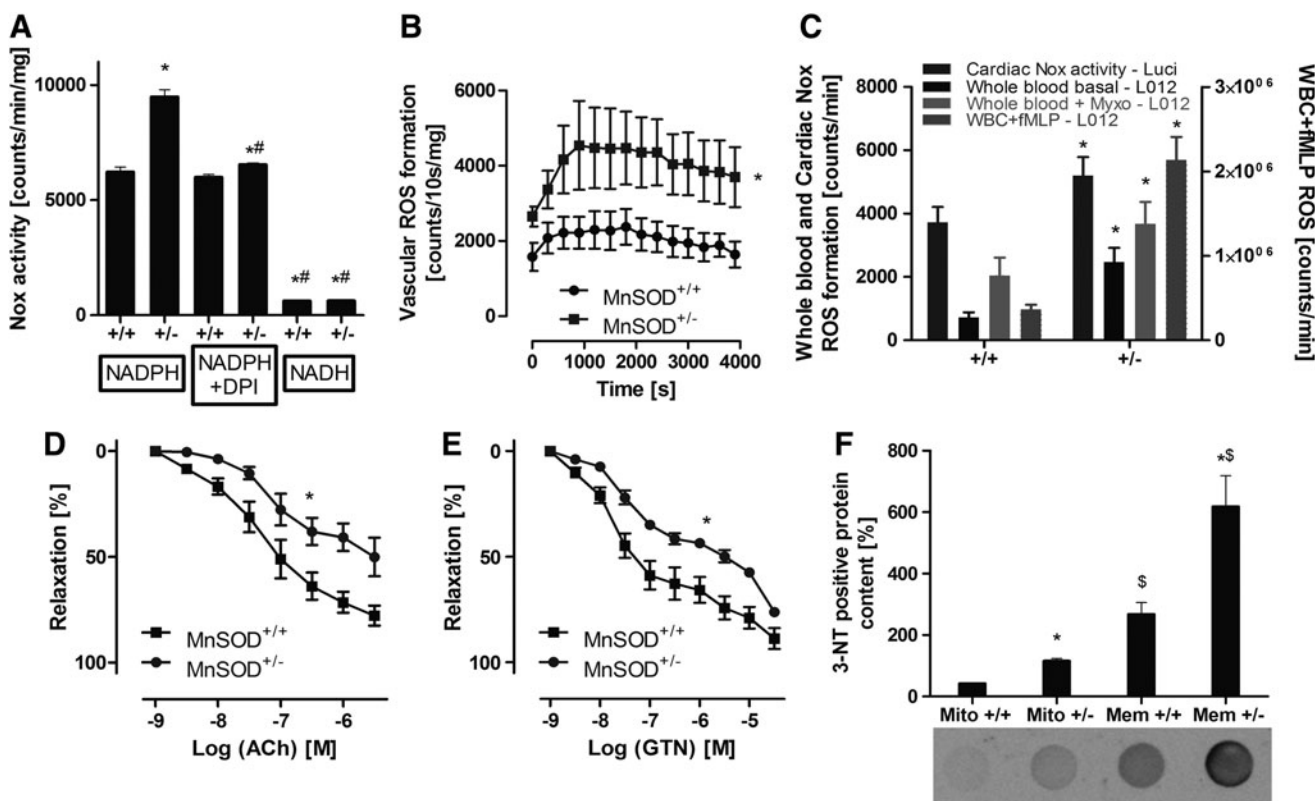 A
Nox activity [counts/min/mg]
10000
5000
0
*
*#
*#
*#
+/+ +/- +/+ +/- +/+ +/-
NADPH
NADPH
+DPI
NADH
B
Vascular ROS formation
[counts/10s/mg]
6000
4000
2000
0
*
MnSOD+/+
MnSOD+/-
0 1000 2000 3000 4000
Time [s]
C
Whole blood and Cardiac Nox
ROS formation [counts/min]
8000
6000
4000
2000
0
Cardiac Nox activity - Luci
Whole blood basal - L012
Whole blood + Myxo - L012
WBC+fMLP - L012
*
*
*
*
+/+ +/-
3×10⁰⁶
2×10⁰⁶
1×10⁰⁶
0
WBC+fMLP ROS [counts/min]
D
Relaxation [%]
0
50
100
*
MnSOD+/+
MnSOD+/-
-9 -8 -7 -6
Log (ACh) [M]
E
Relaxation [%]
0
50
100
*
MnSOD+/+
MnSOD+/-
-9 -8 -7 -6 -5
Log (GTN) [M]
F
3-NT positive protein
content [%]
800
600
400
200
0
*
$
*$
Mito +/+ Mito +/- Mem +/+ Mem +/-